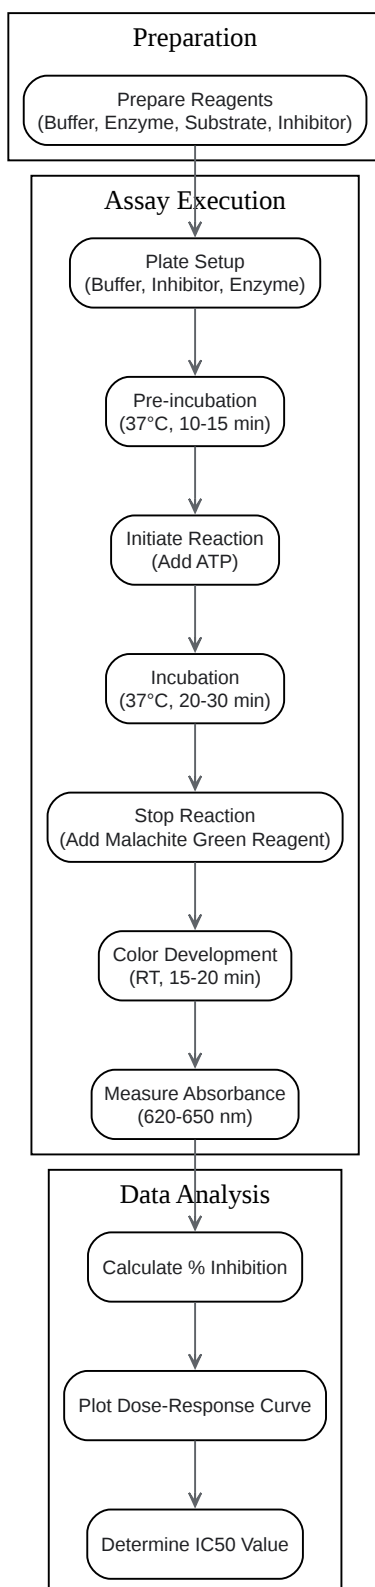 Preparation
Prepare Reagents
(Buffer, Enzyme, Substrate, Inhibitor)
Assay Execution
Plate Setup
(Buffer, Inhibitor, Enzyme)
Pre-incubation
(37°C, 10-15 min)
Initiate Reaction
(Add ATP)
Incubation
(37°C, 20-30 min)
Stop Reaction
(Add Malachite Green Reagent)
Color Development
(RT, 15-20 min)
Measure Absorbance
(620-650 nm)
Data Analysis
Calculate % Inhibition
Plot Dose-Response Curve
Determine IC50 Value